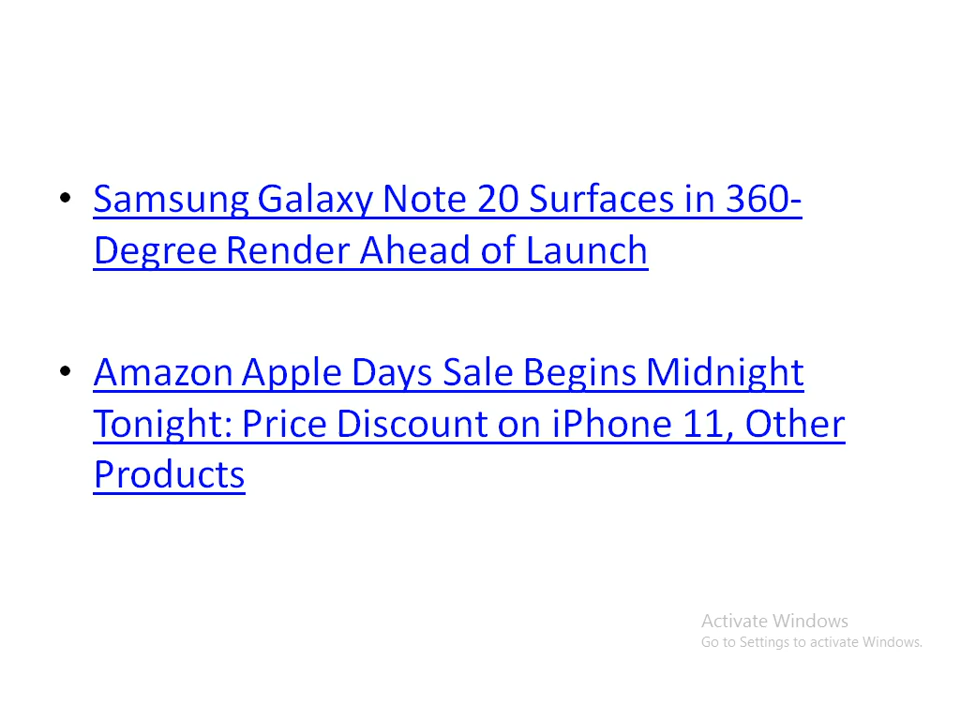 • Samsung Galaxy Note 20 Surfaces in 360-
Degree Render Ahead of Launch
• Amazon Apple Days Sale Begins Midnight
Tonight: Price Discount on iPhone 11, Other
Products
Activate Windows
Go to Settings to activate Windows.